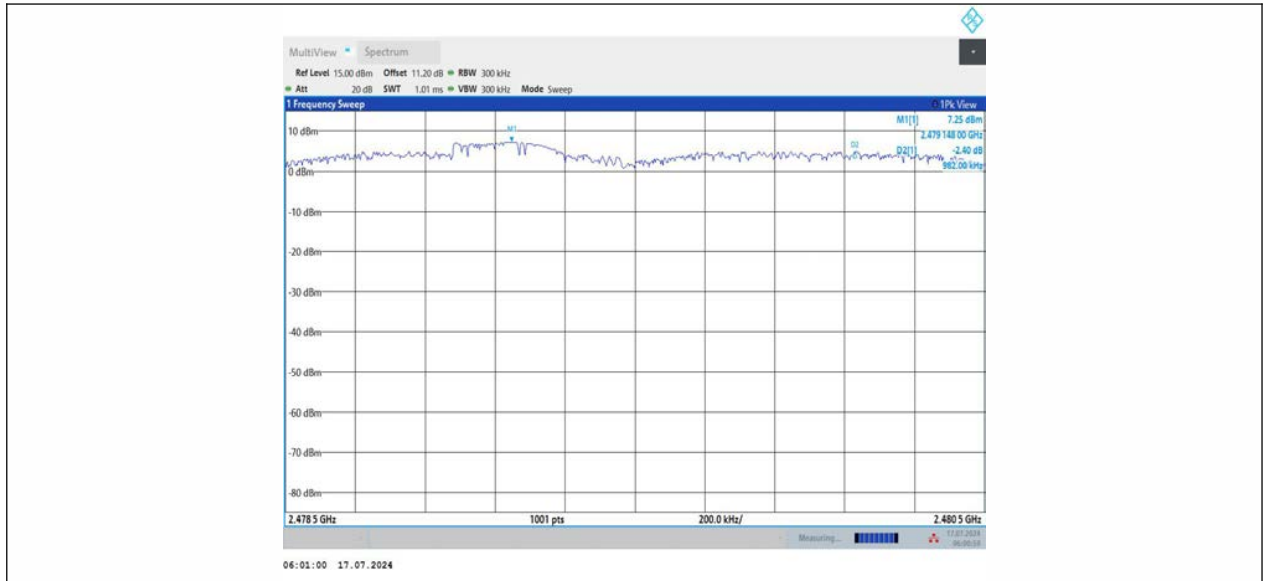 MultiView Spectrum
Ref Level 15.00 dBm Offset 11.20 dB RBW 300 kHz
Att 20 dB SWT 1.01 ms VBW 300 kHz Mode Sweep
1 Frequency Sweep 1Pk View
M1[1] 7.25 dBm
2.479 148 00 GHz
D2[1] -2.40 dB
982.00 kHz
10 dBm
M1
D2
0 dBm
-10 dBm
-20 dBm
-30 dBm
-40 dBm
-50 dBm
-60 dBm
-70 dBm
-80 dBm
2.478 5 GHz 1001 pts 200.0 kHz/ 2.480 5 GHz
Measuring... 17.07.2024
06:01:00 17.07.2024